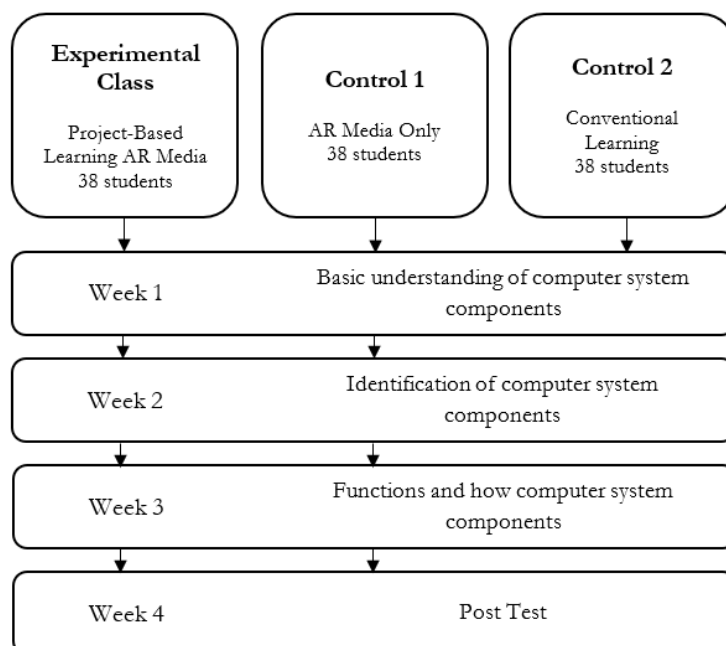 Experimental
Class
Project-Based
Learning AR Media
38 students
Control 1
AR Media Only
38 students
Control 2
Conventional
Learning
38 students
Week 1
Basic understanding of computer system
components
Week 2
Identification of computer system
components
Week 3
Functions and how computer system
components
Week 4
Post Test